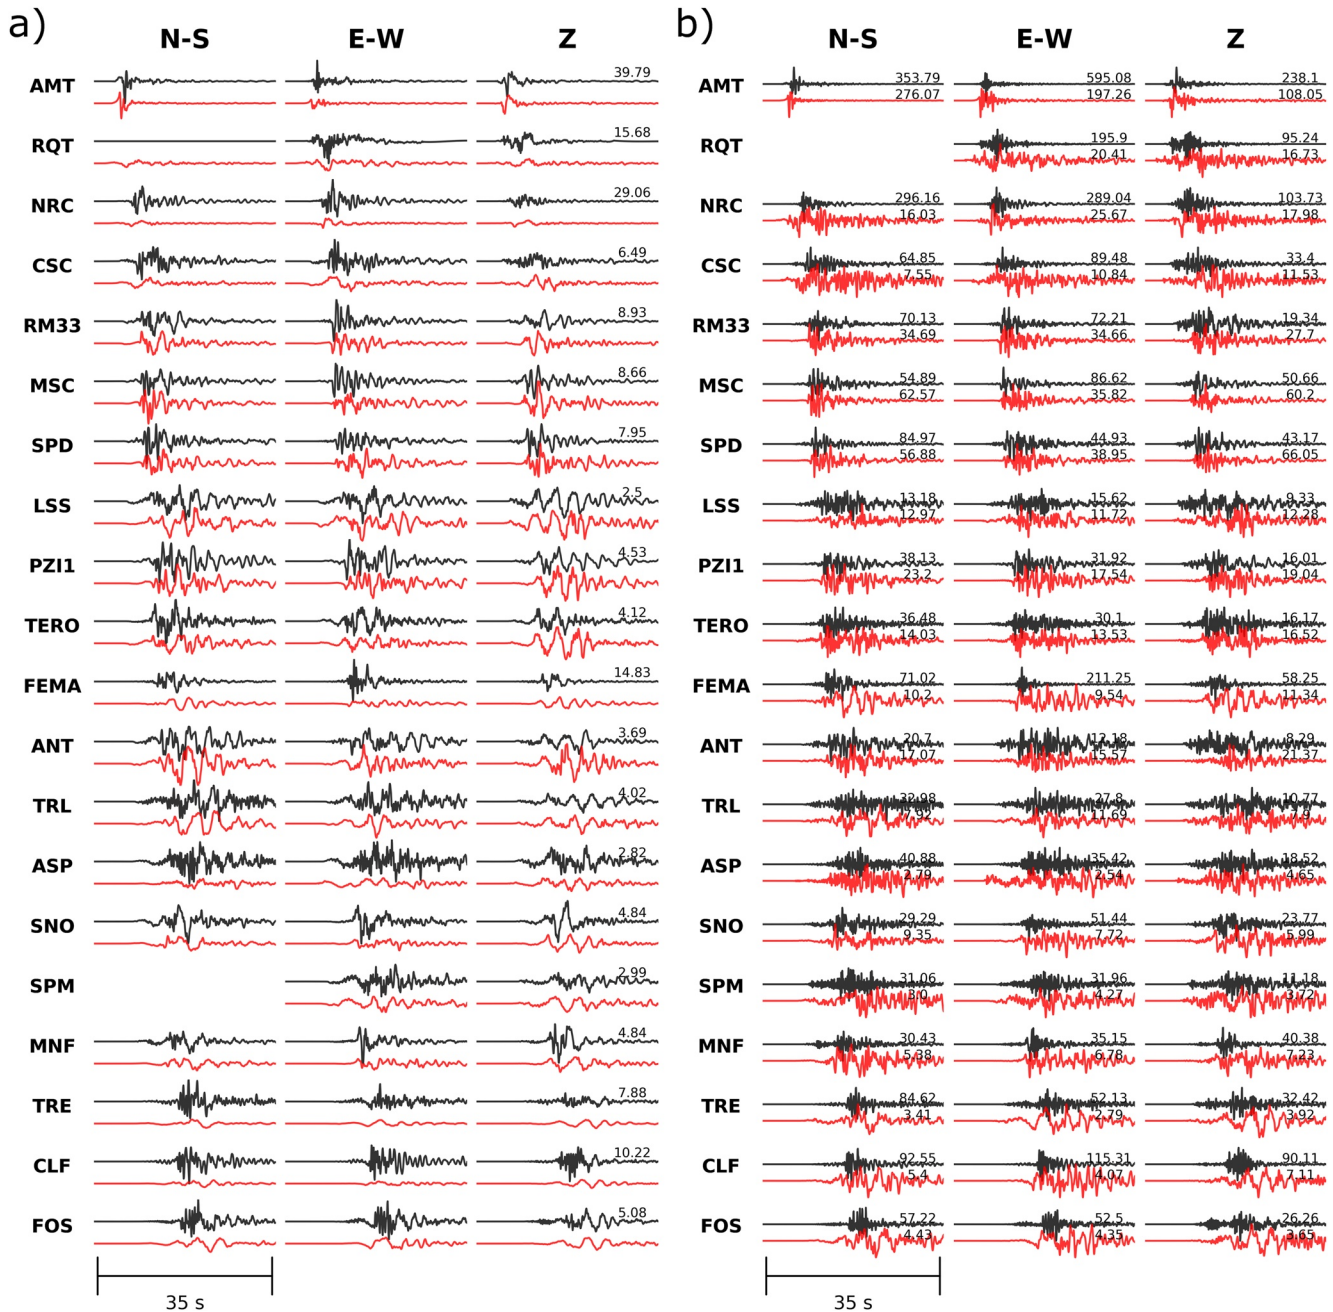 a)
N-S E-W Z
AMT 39.79
RQT 15.68
NRC 29.06
CSC 6.49
RM33 8.93
MSC 8.66
SPD 7.95
LSS 2.5
PZI1 4.53
TERO 4.12
FEMA 14.83
ANT 3.69
TRL 4.02
ASP 2.82
SNO 4.84
SPM 2.99
MNF 4.84
TRE 7.88
CLF 10.22
FOS 5.08
35 s
b)
N-S E-W Z
AMT 353.79 595.08 238.1
276.07 197.26 108.05
RQT 195.9 95.24
20.41 16.73
NRC 296.16 289.04 103.73
16.03 25.67 17.98
CSC 64.85 89.48 33.4
7.55 10.84 11.53
RM33 70.13 72.21 19.34
34.69 34.66 27.7
MSC 54.89 86.62 50.66
62.57 35.82 60.2
SPD 84.97 44.93 43.17
56.88 38.95 66.05
LSS 13.18 15.62 9.33
12.97 11.72 12.28
PZI1 38.13 31.92 16.01
23.2 17.54 19.04
TERO 36.48 30.1 16.17
14.03 13.53 16.52
FEMA 71.02 211.25 58.25
10.2 9.54 11.34
ANT 20.7 12.18 8.29
17.07 15.57 21.37
TRL 32.98 27.8 10.77
7.92 11.69 7.9
ASP 40.88 35.42 18.52
2.79 2.54 4.65
SNO 29.29 51.44 23.77
9.35 7.72 5.99
SPM 31.06 31.96 11.18
3.0 4.27 3.72
MNF 30.43 35.15 40.38
5.38 6.78 7.23
TRE 84.62 52.13 32.42
3.41 2.79 3.92
CLF 92.55 115.31 90.11
5.4 4.07 7.11
FOS 57.22 52.5 26.26
4.43 4.35 3.65
35 s